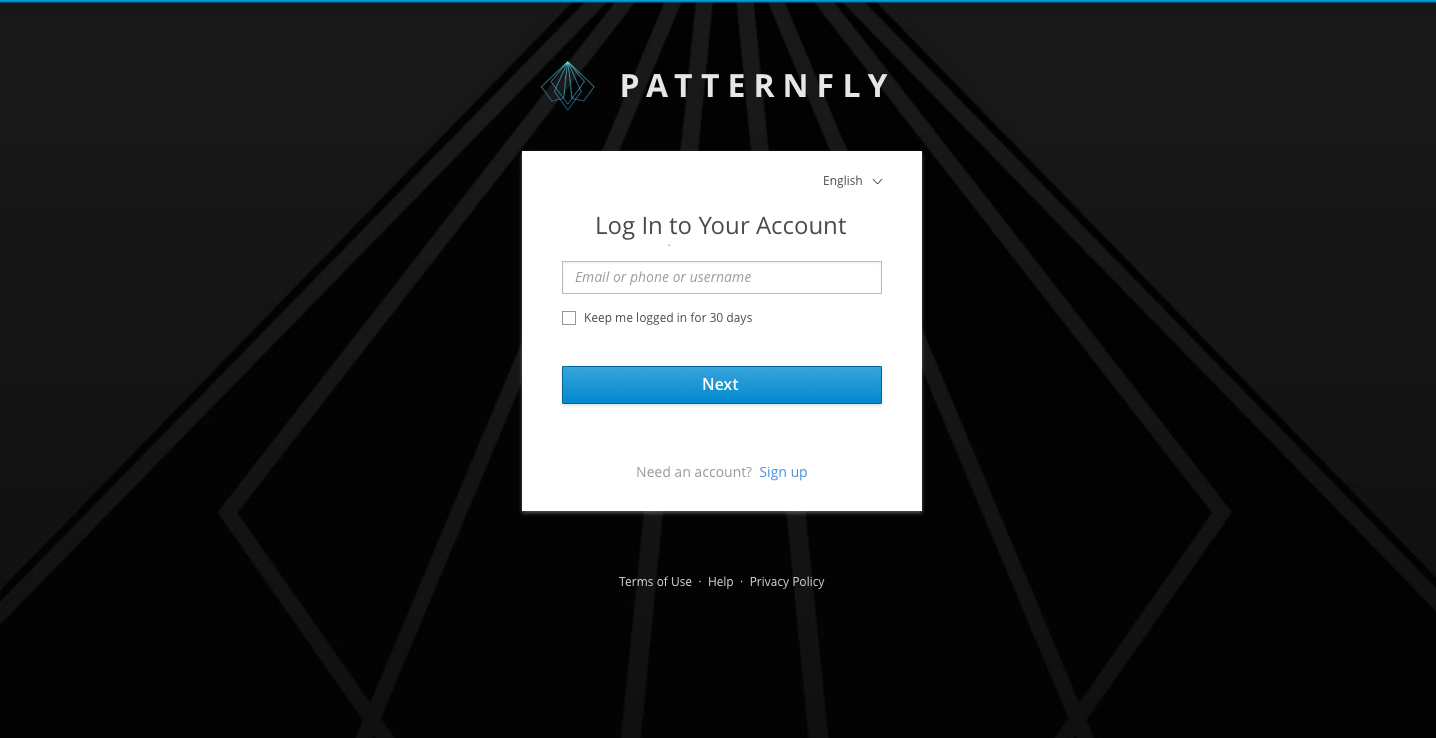 PATTERNFLY
English
Log In to Your Account
Email or phone or username
Keep me logged in for 30 days
Next
Need an account? Sign up
Terms of Use · Help · Privacy Policy